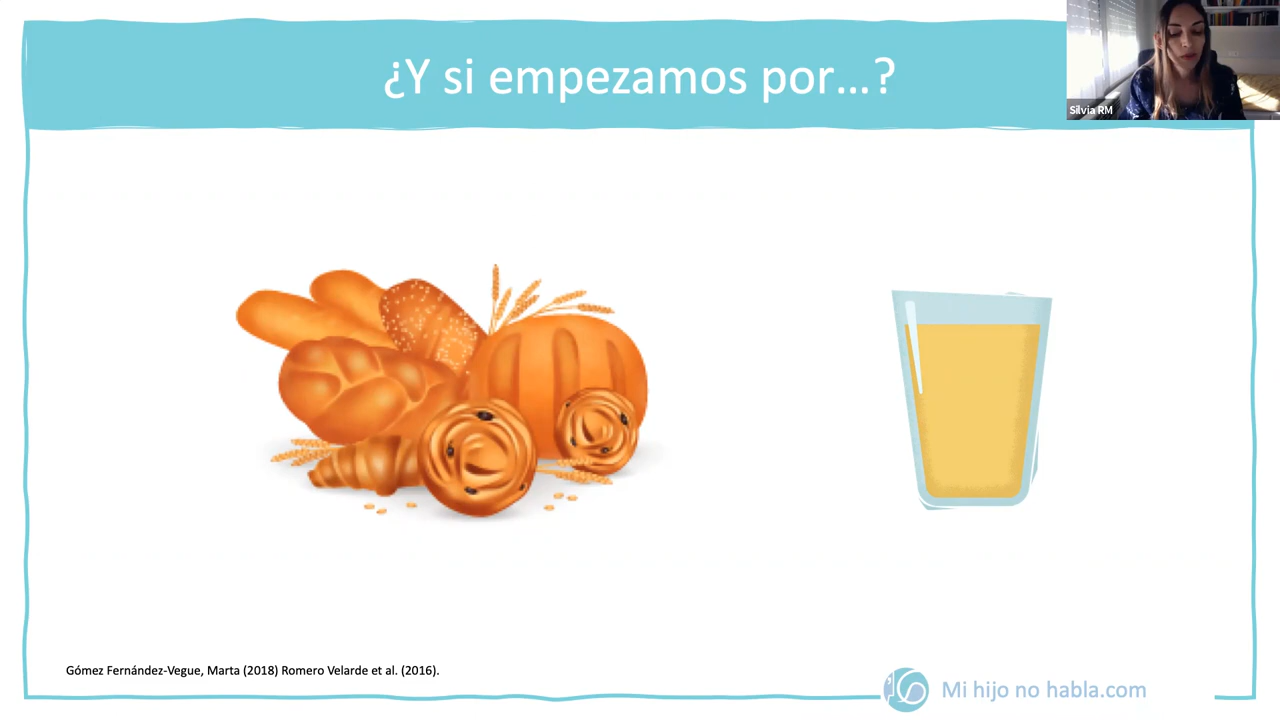 ¿Y si empezamos por...?
Silvia RM
Gómez Fernández-Vegue, Marta (2018) Romero Velarde et al. (2016).
Mi hijo no habla.com